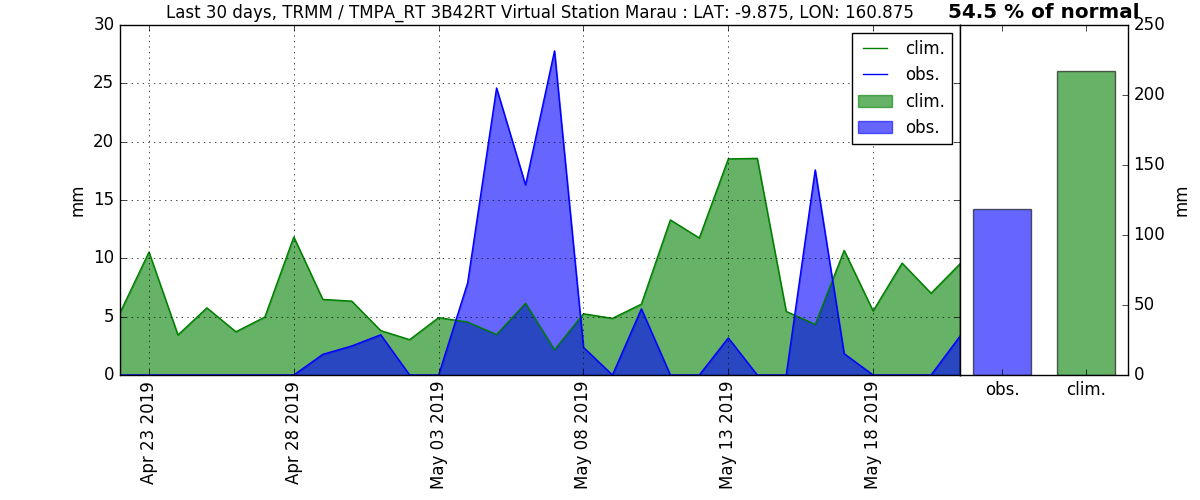 Last 30 days, TRMM / TMPA_RT 3B42RT Virtual Station Marau : LAT: -9.875, LON: 160.875
54.5 % of normal
30
25
20
15
10
5
0
mm
clim.
obs.
clim.
obs.
Apr 23 2019
Apr 28 2019
May 03 2019
May 08 2019
May 13 2019
May 18 2019
250
200
150
100
50
0
mm
obs.
clim.